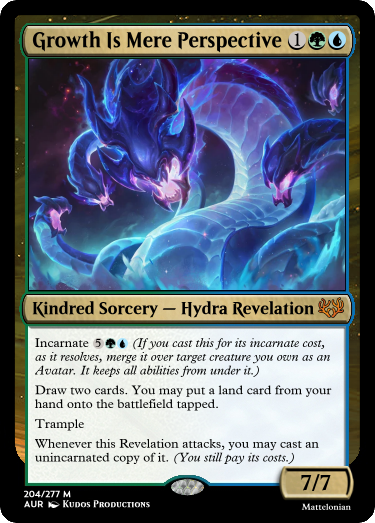 Growth Is Mere Perspective 1
Kindred Sorcery — Hydra Revelation
Incarnate 5 (If you cast this for its incarnate cost,
as it resolves, merge it over target creature you own as an
Avatar. It keeps all abilities from under it.)
Draw two cards. You may put a land card from your
hand onto the battlefield tapped.
Trample
Whenever this Revelation attacks, you may cast an
unincarnated copy of it. (You still pay its costs.)
7/7
204/277 M
AUR Kudos Productions
Mattelonian